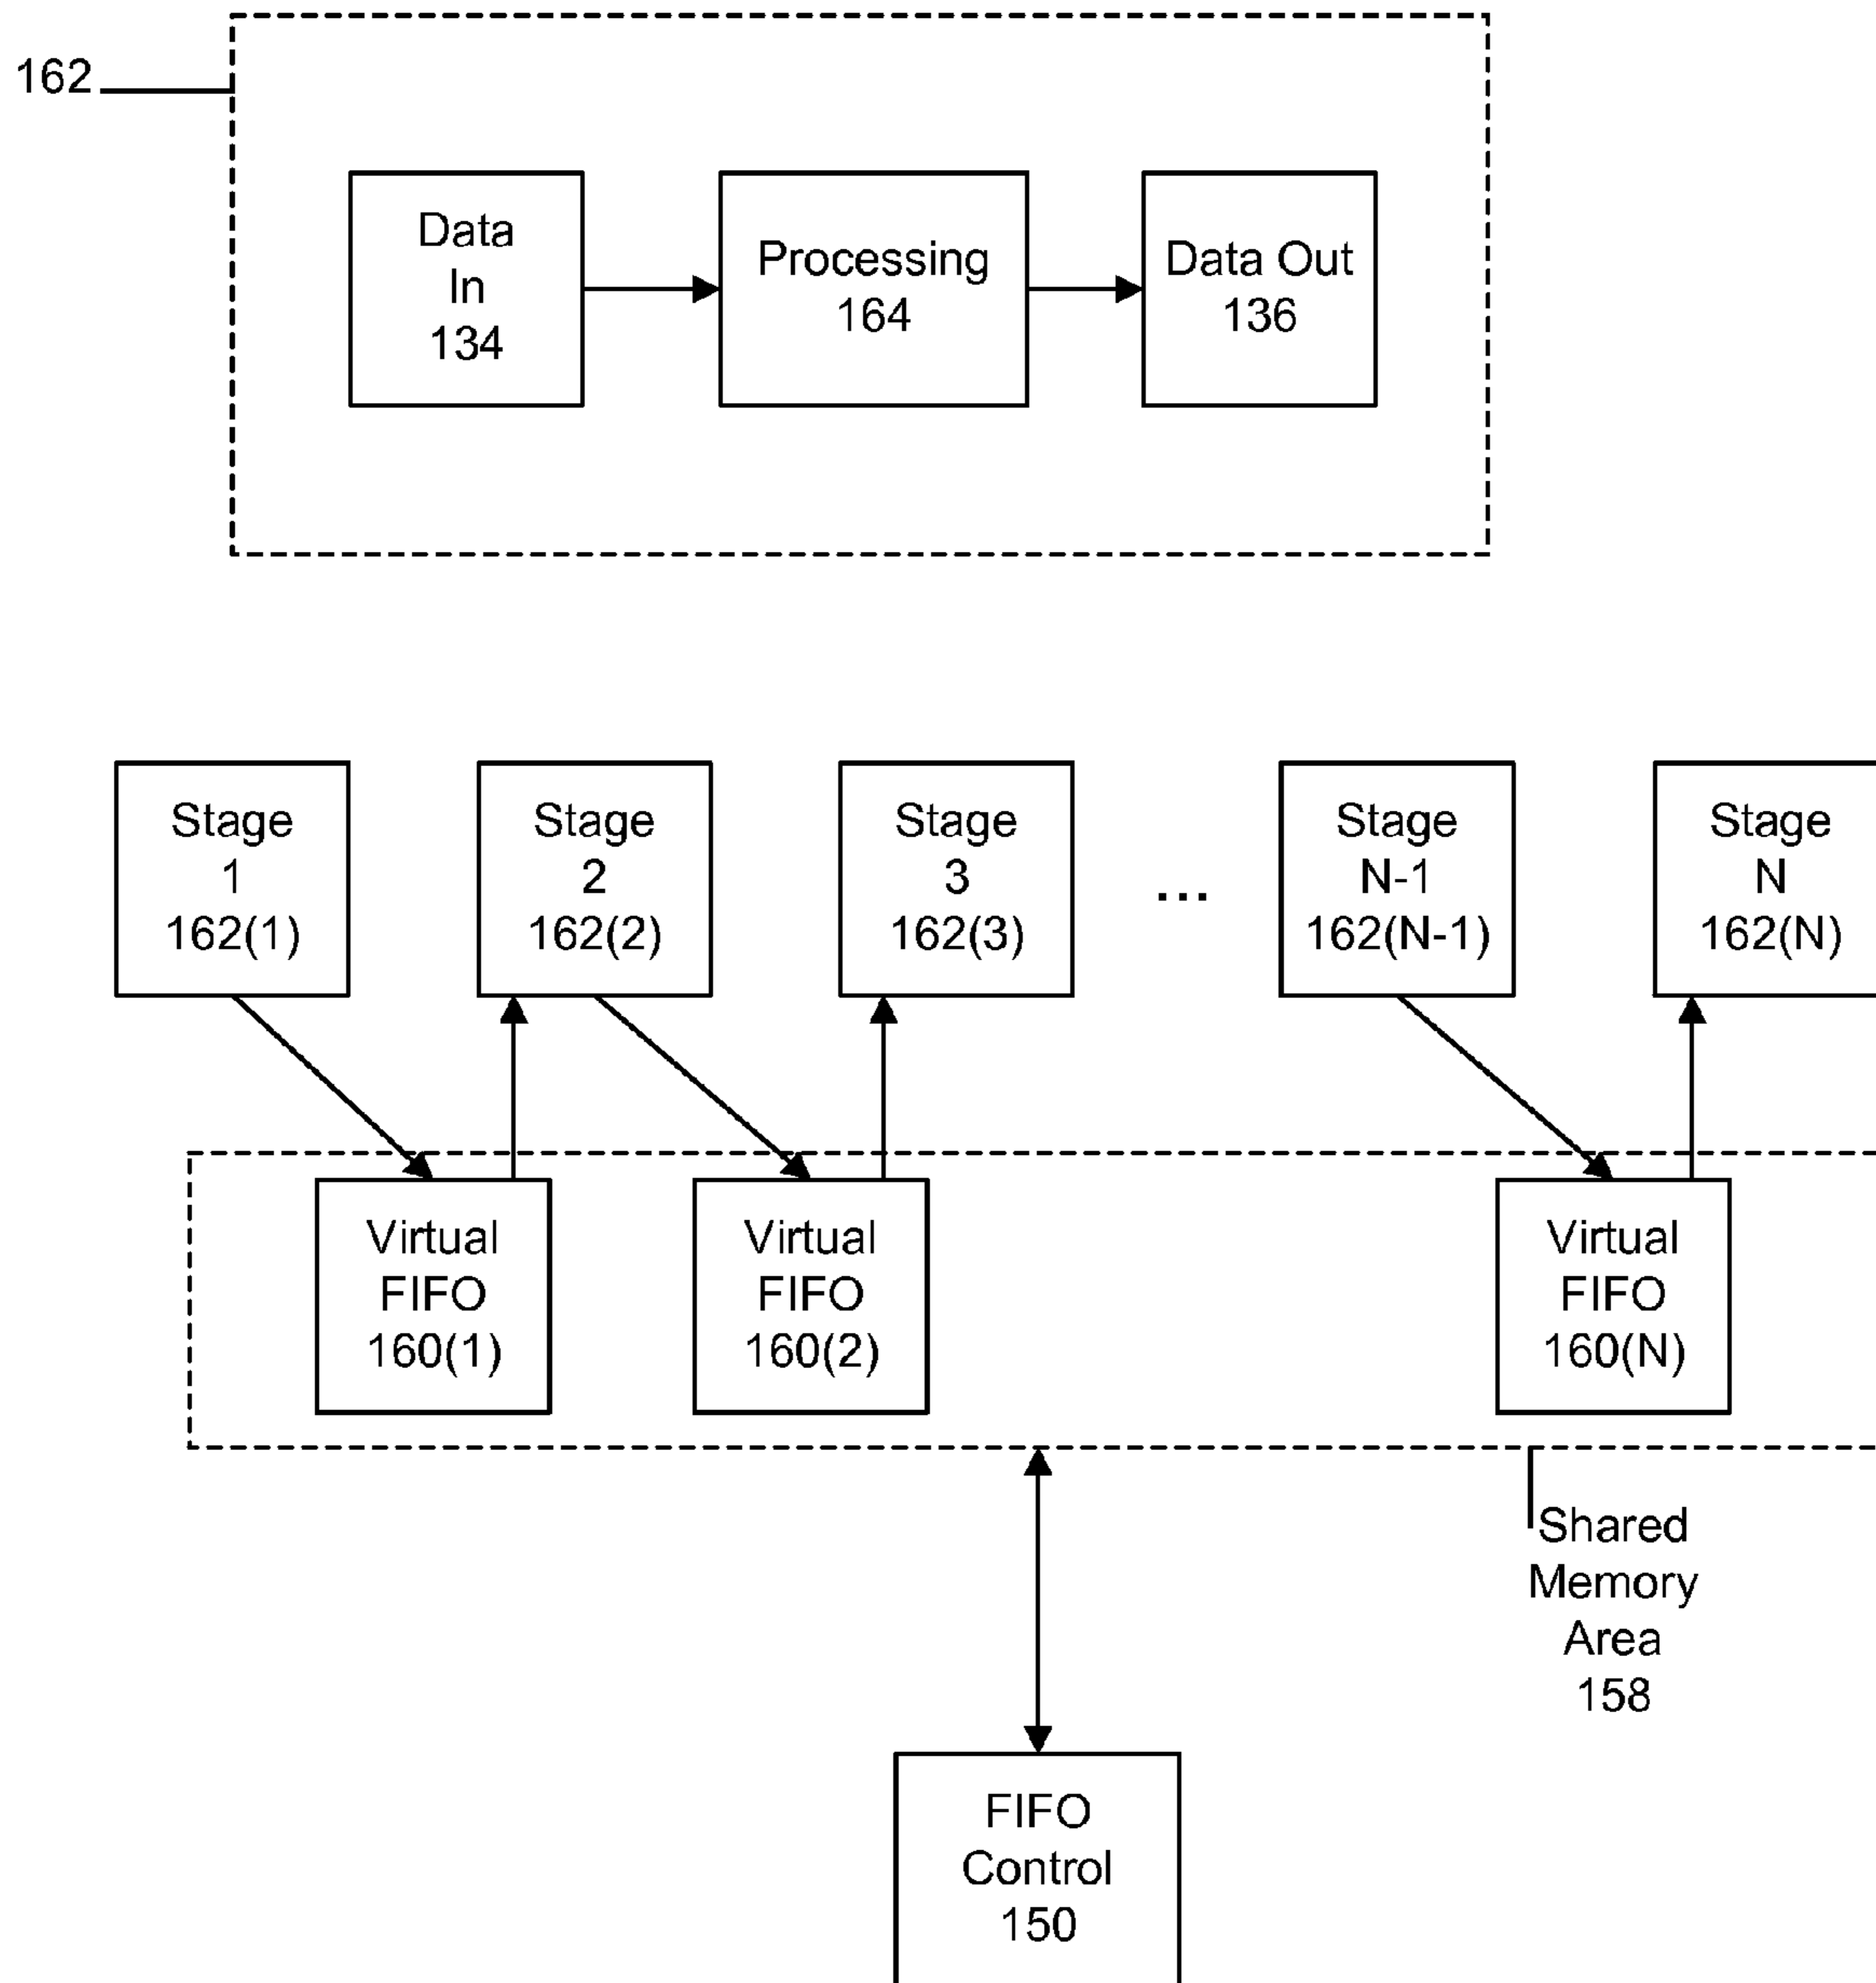 162
Data
In
134
Processing
164
Data Out
136
Stage
1
162(1)
Stage
2
162(2)
Stage
3
162(3)
...
Stage
N-1
162(N-1)
Stage
N
162(N)
Virtual
FIFO
160(1)
Virtual
FIFO
160(2)
Virtual
FIFO
160(N)
Shared
Memory
Area
158
FIFO
Control
150